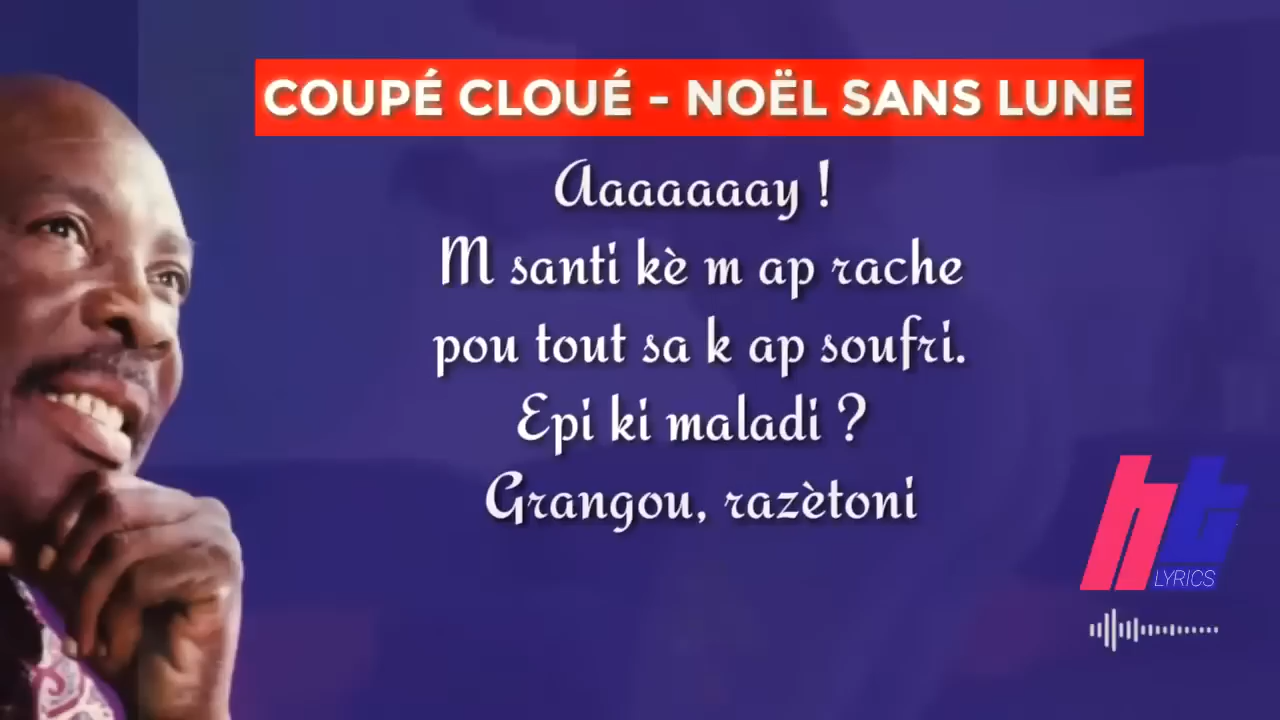 COUPÉ CLOUÉ - NOËL SANS LUNE
Aaaaaaay !
M santi kè m ap rache
pou tout sa k ap soufri.
Epi ki maladi ?
Grangou, razètoni
ht
LYRICS